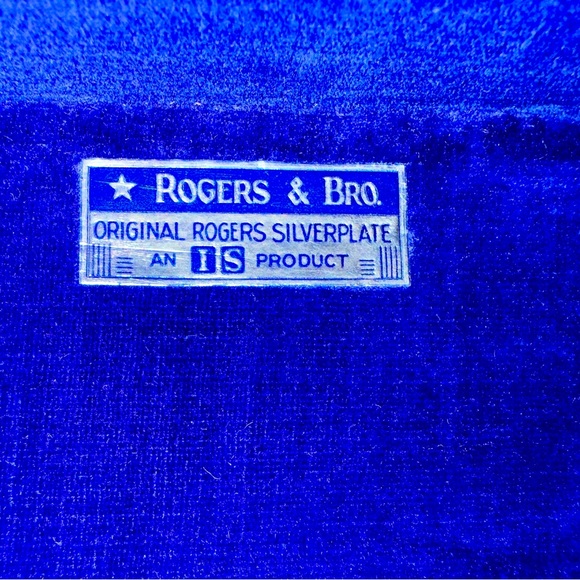 ★ ROGERS & BRO.
ORIGINAL ROGERS SILVERPLATE
AN IS PRODUCT